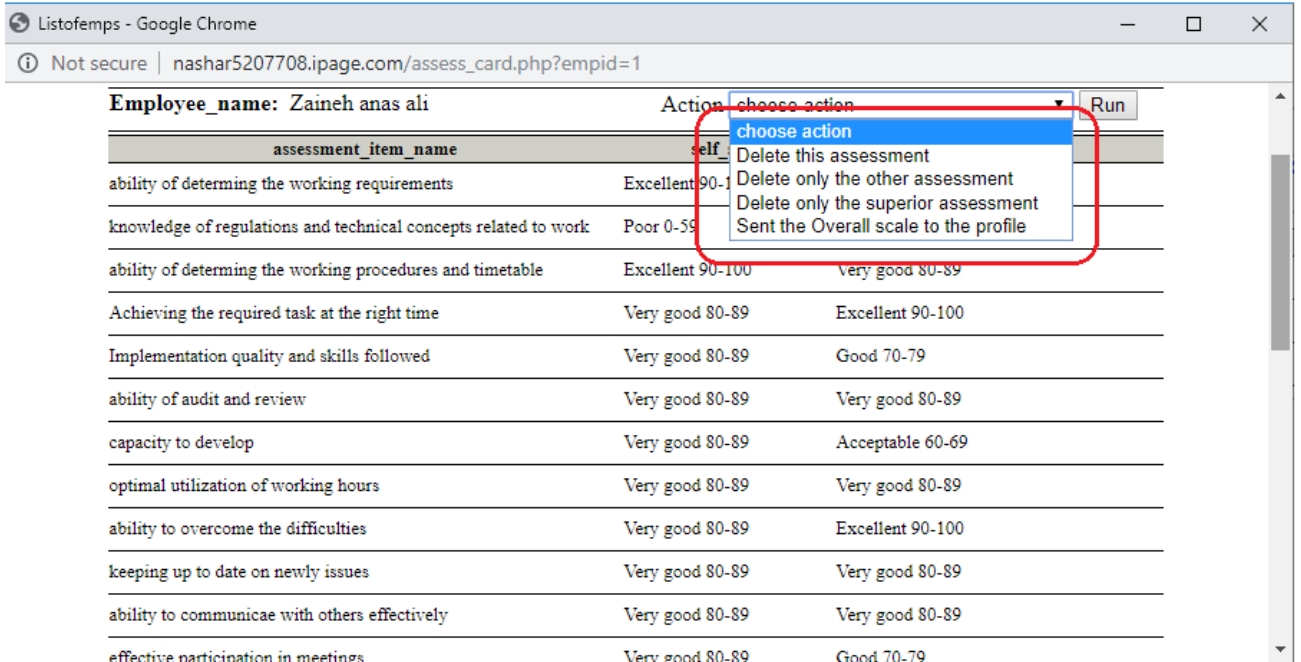 Listofemps - Google Chrome
Not secure | nashar5207708.ipage.com/assess_card.php?empid=1
Employee_name: Zaineh anas ali Action choose action Run
choose action
Delete this assessment
Delete only the other assessment
Delete only the superior assessment
Sent the Overall scale to the profile
assessment_item_name self_
ability of determing the working requirements Excellent 90-1
knowledge of regulations and technical concepts related to work Poor 0-59
ability of determing the working procedures and timetable Excellent 90-100 Very good 80-89
Achieving the required task at the right time Very good 80-89 Excellent 90-100
Implementation quality and skills followed Very good 80-89 Good 70-79
ability of audit and review Very good 80-89 Very good 80-89
capacity to develop Very good 80-89 Acceptable 60-69
optimal utilization of working hours Very good 80-89 Very good 80-89
ability to overcome the difficulties Very good 80-89 Excellent 90-100
keeping up to date on newly issues Very good 80-89 Very good 80-89
ability to communicae with others effectively Very good 80-89 Very good 80-89
effective participation in meetings Very good 80-89 Good 70-79